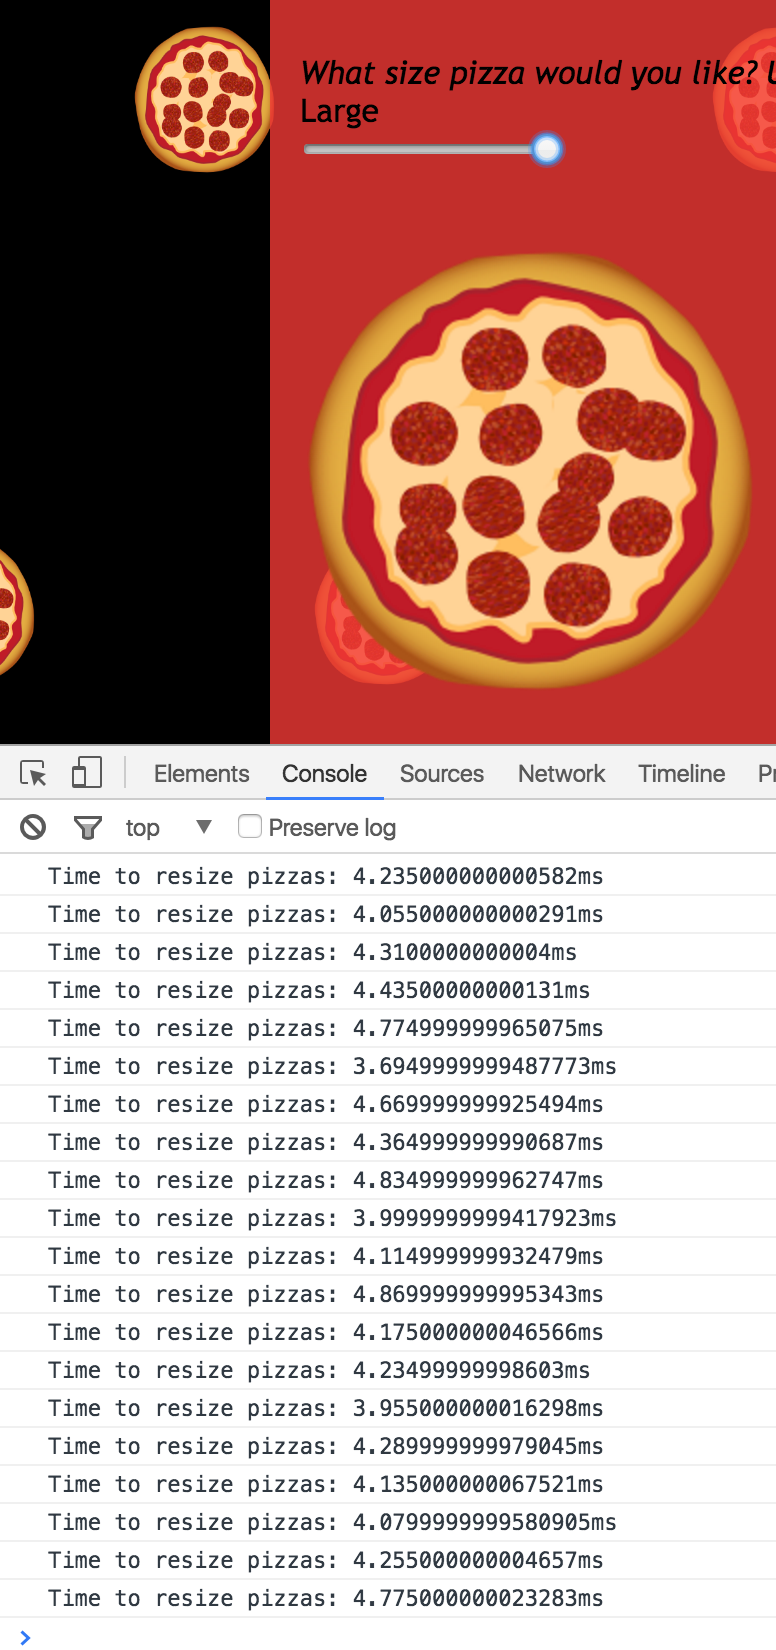 What size pizza would you like?
Large
Elements Console Sources Network Timeline
top Preserve log
Time to resize pizzas: 4.235000000000582ms
Time to resize pizzas: 4.055000000000291ms
Time to resize pizzas: 4.3100000000004ms
Time to resize pizzas: 4.43500000000131ms
Time to resize pizzas: 4.774999999965075ms
Time to resize pizzas: 3.6949999999487773ms
Time to resize pizzas: 4.669999999925494ms
Time to resize pizzas: 4.364999999990687ms
Time to resize pizzas: 4.834999999962747ms
Time to resize pizzas: 3.9999999999417923ms
Time to resize pizzas: 4.114999999932479ms
Time to resize pizzas: 4.869999999995343ms
Time to resize pizzas: 4.175000000046566ms
Time to resize pizzas: 4.23499999998603ms
Time to resize pizzas: 3.955000000016298ms
Time to resize pizzas: 4.289999999979045ms
Time to resize pizzas: 4.135000000067521ms
Time to resize pizzas: 4.0799999999580905ms
Time to resize pizzas: 4.255000000004657ms
Time to resize pizzas: 4.775000000023283ms